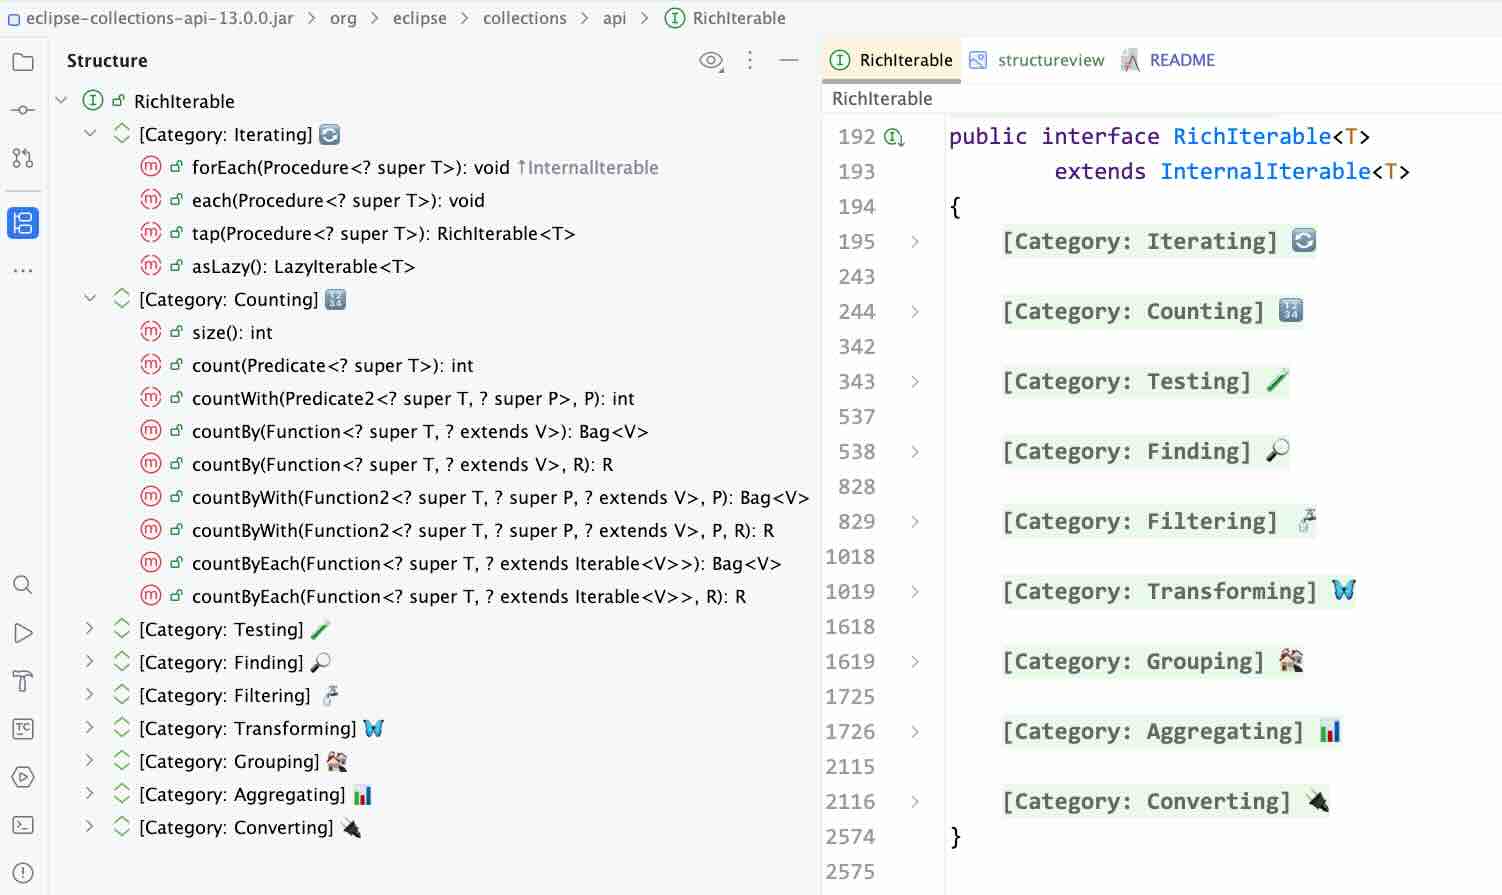 eclipse-collections-api-13.0.0.jar > org > eclipse > collections > api > I RichIterable
Structure
I RichIterable
[Category: Iterating] 🔄
m forEach(Procedure<? super T>): void ↑InternalIterable
m each(Procedure<? super T>): void
m tap(Procedure<? super T>): RichIterable<T>
m asLazy(): LazyIterable<T>
[Category: Counting] 🔢
m size(): int
m count(Predicate<? super T>): int
m countWith(Predicate2<? super T, ? super P>, P): int
m countBy(Function<? super T, ? extends V>): Bag<V>
m countBy(Function<? super T, ? extends V>, R): R
m countByWith(Function2<? super T, ? super P, ? extends V>, P): Bag<V>
m countByWith(Function2<? super T, ? super P, ? extends V>, P, R): R
m countByEach(Function<? super T, ? extends Iterable<V>>): Bag<V>
m countByEach(Function<? super T, ? extends Iterable<V>>, R): R
[Category: Testing] 🧪
[Category: Finding] 🔎
[Category: Filtering] 🚰
[Category: Transforming] 🦋
[Category: Grouping] 🏘
[Category: Aggregating] 📊
[Category: Converting] 🔌
TC
I RichIterable structureview README
RichIterable
192 I public interface RichIterable<T>
193 extends InternalIterable<T>
194 {
195 > [Category: Iterating] 🔄
243
244 > [Category: Counting] 🔢
342
343 > [Category: Testing] 🧪
537
538 > [Category: Finding] 🔎
828
829 > [Category: Filtering] 🚰
1018
1019 > [Category: Transforming] 🦋
1618
1619 > [Category: Grouping] 🏘
1725
1726 > [Category: Aggregating] 📊
2115
2116 > [Category: Converting] 🔌
2574 }
2575